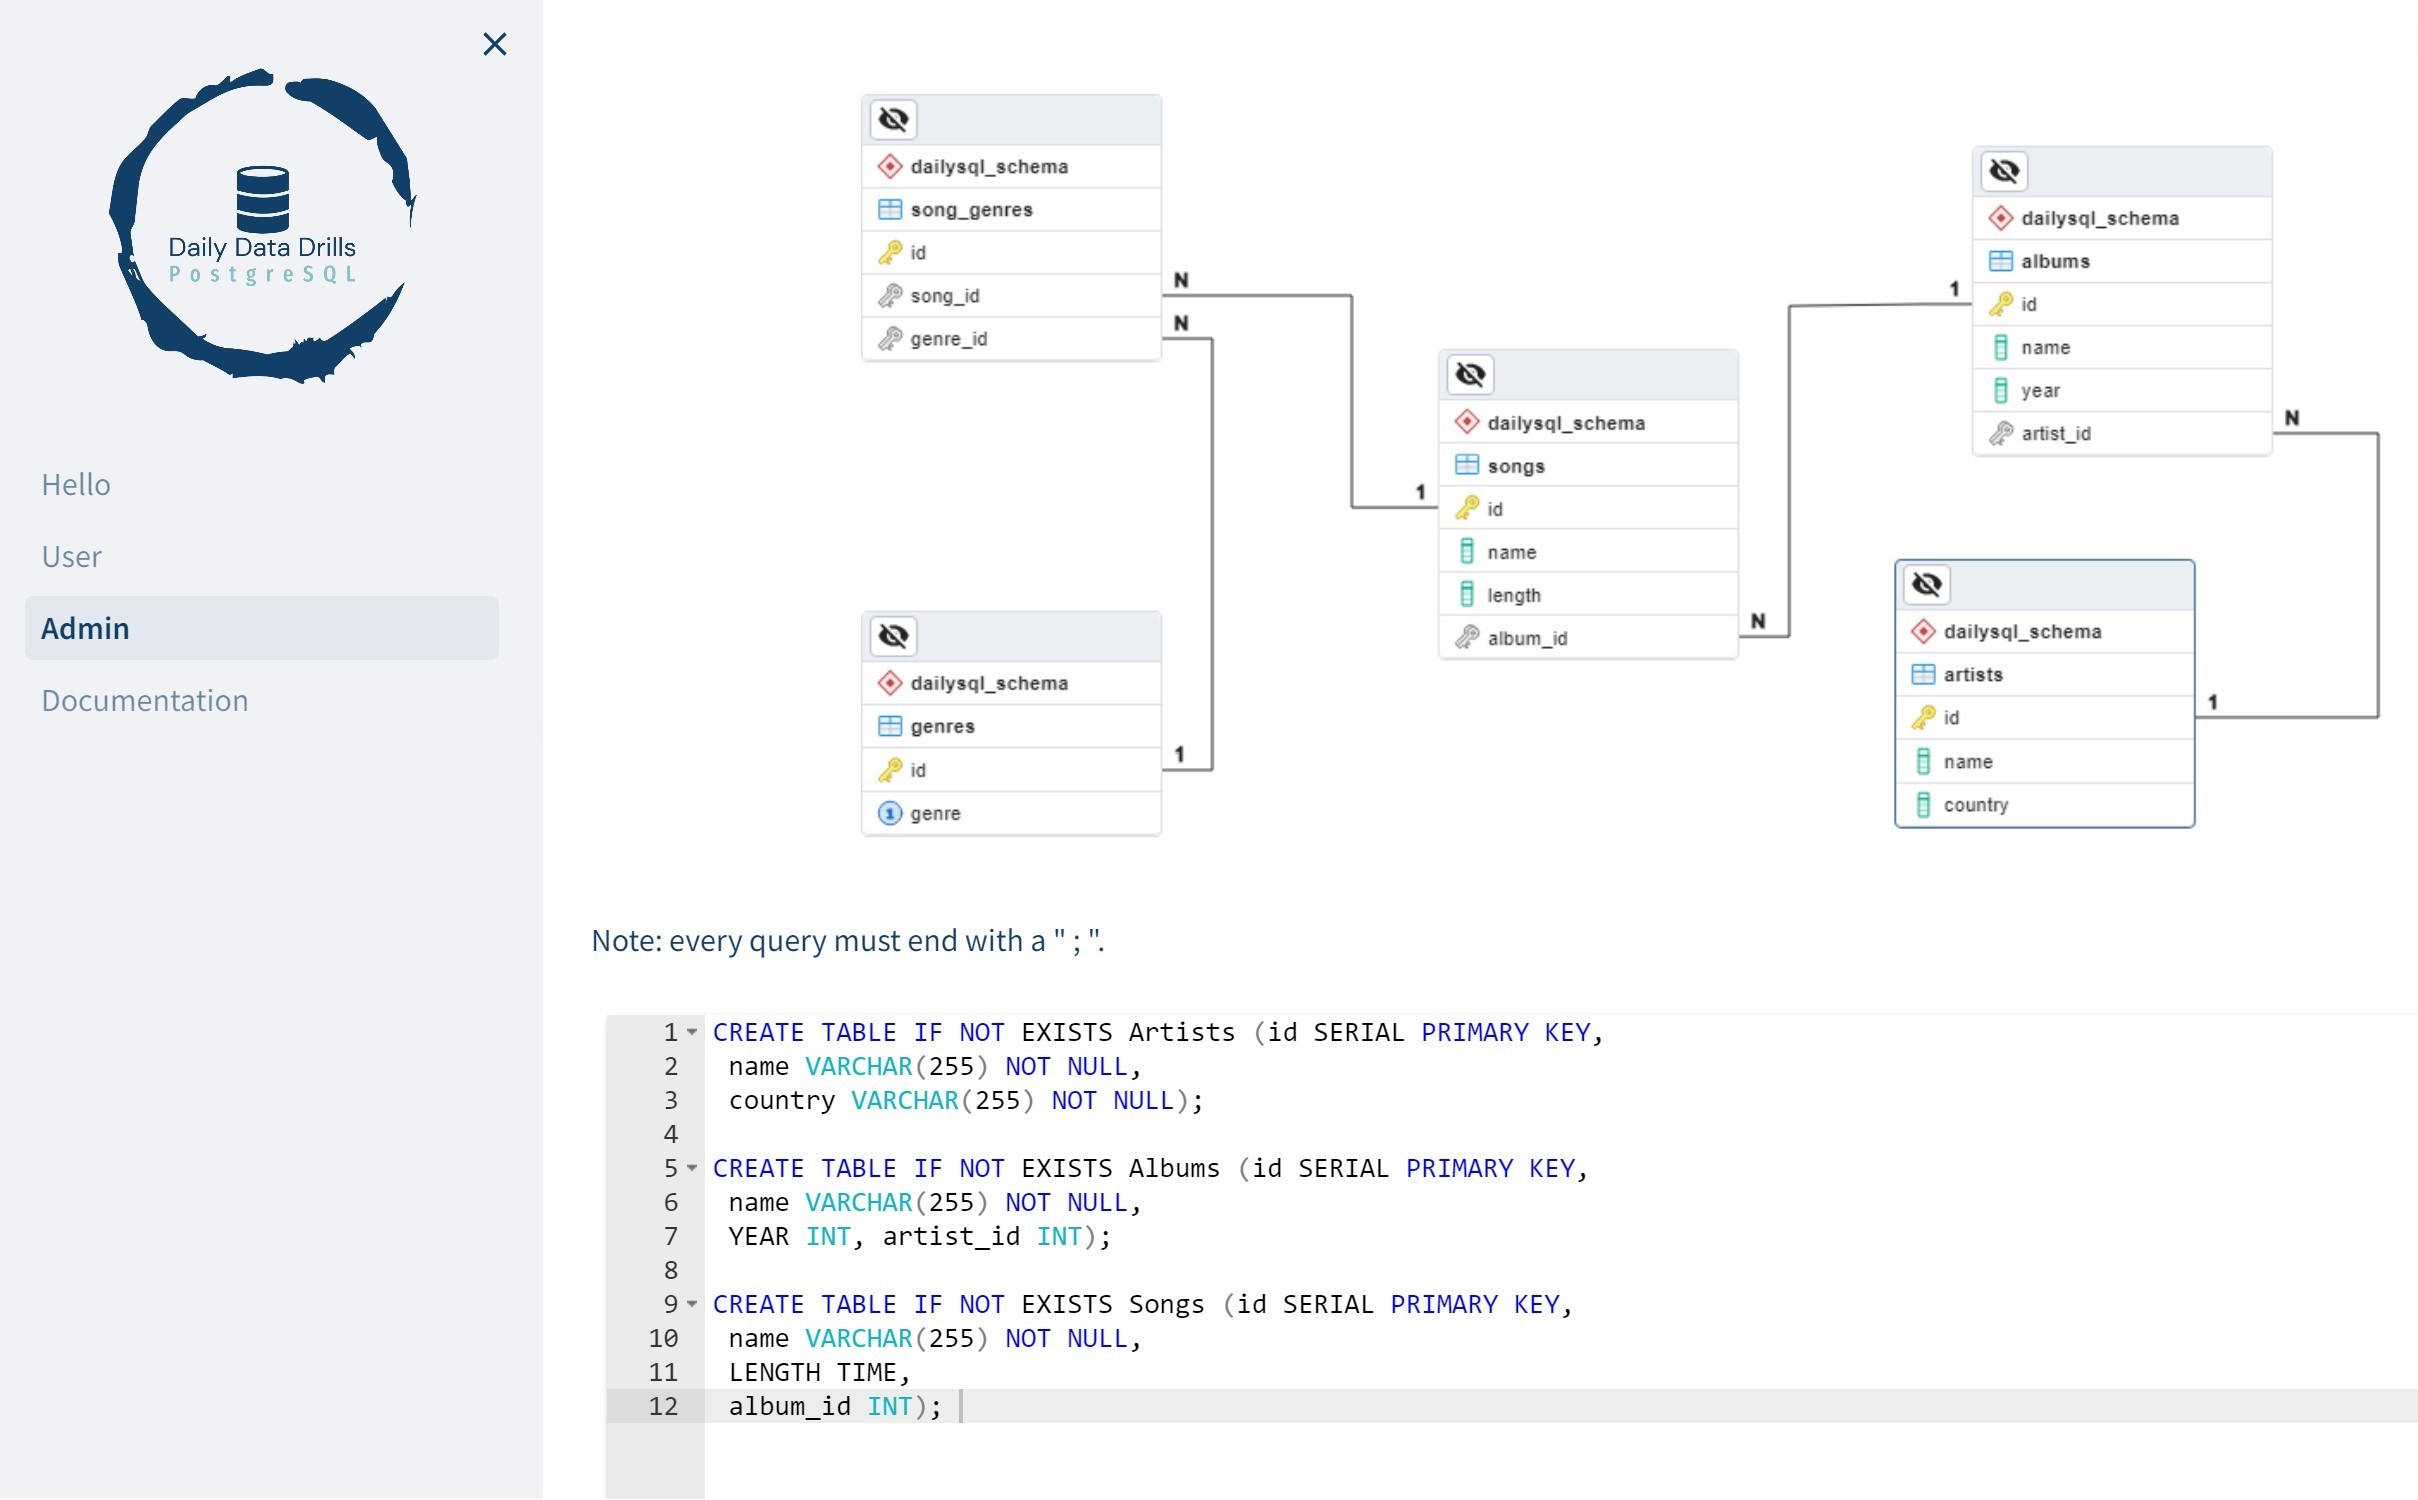 Daily Data Drills
PostgreSQL
Hello
User
Admin
Documentation
dailysql_schema
song_genres
id
song_id
genre_id
N
N
dailysql_schema
genres
id
genre
1
1
dailysql_schema
songs
id
name
length
album_id
1
N
dailysql_schema
albums
id
name
year
artist_id
1
N
dailysql_schema
artists
id
name
country
1
Note: every query must end with a " ; ".
1 CREATE TABLE IF NOT EXISTS Artists (id SERIAL PRIMARY KEY,
2 name VARCHAR(255) NOT NULL,
3 country VARCHAR(255) NOT NULL);
4
5 CREATE TABLE IF NOT EXISTS Albums (id SERIAL PRIMARY KEY,
6 name VARCHAR(255) NOT NULL,
7 YEAR INT, artist_id INT);
8
9 CREATE TABLE IF NOT EXISTS Songs (id SERIAL PRIMARY KEY,
10 name VARCHAR(255) NOT NULL,
11 LENGTH TIME,
12 album_id INT);